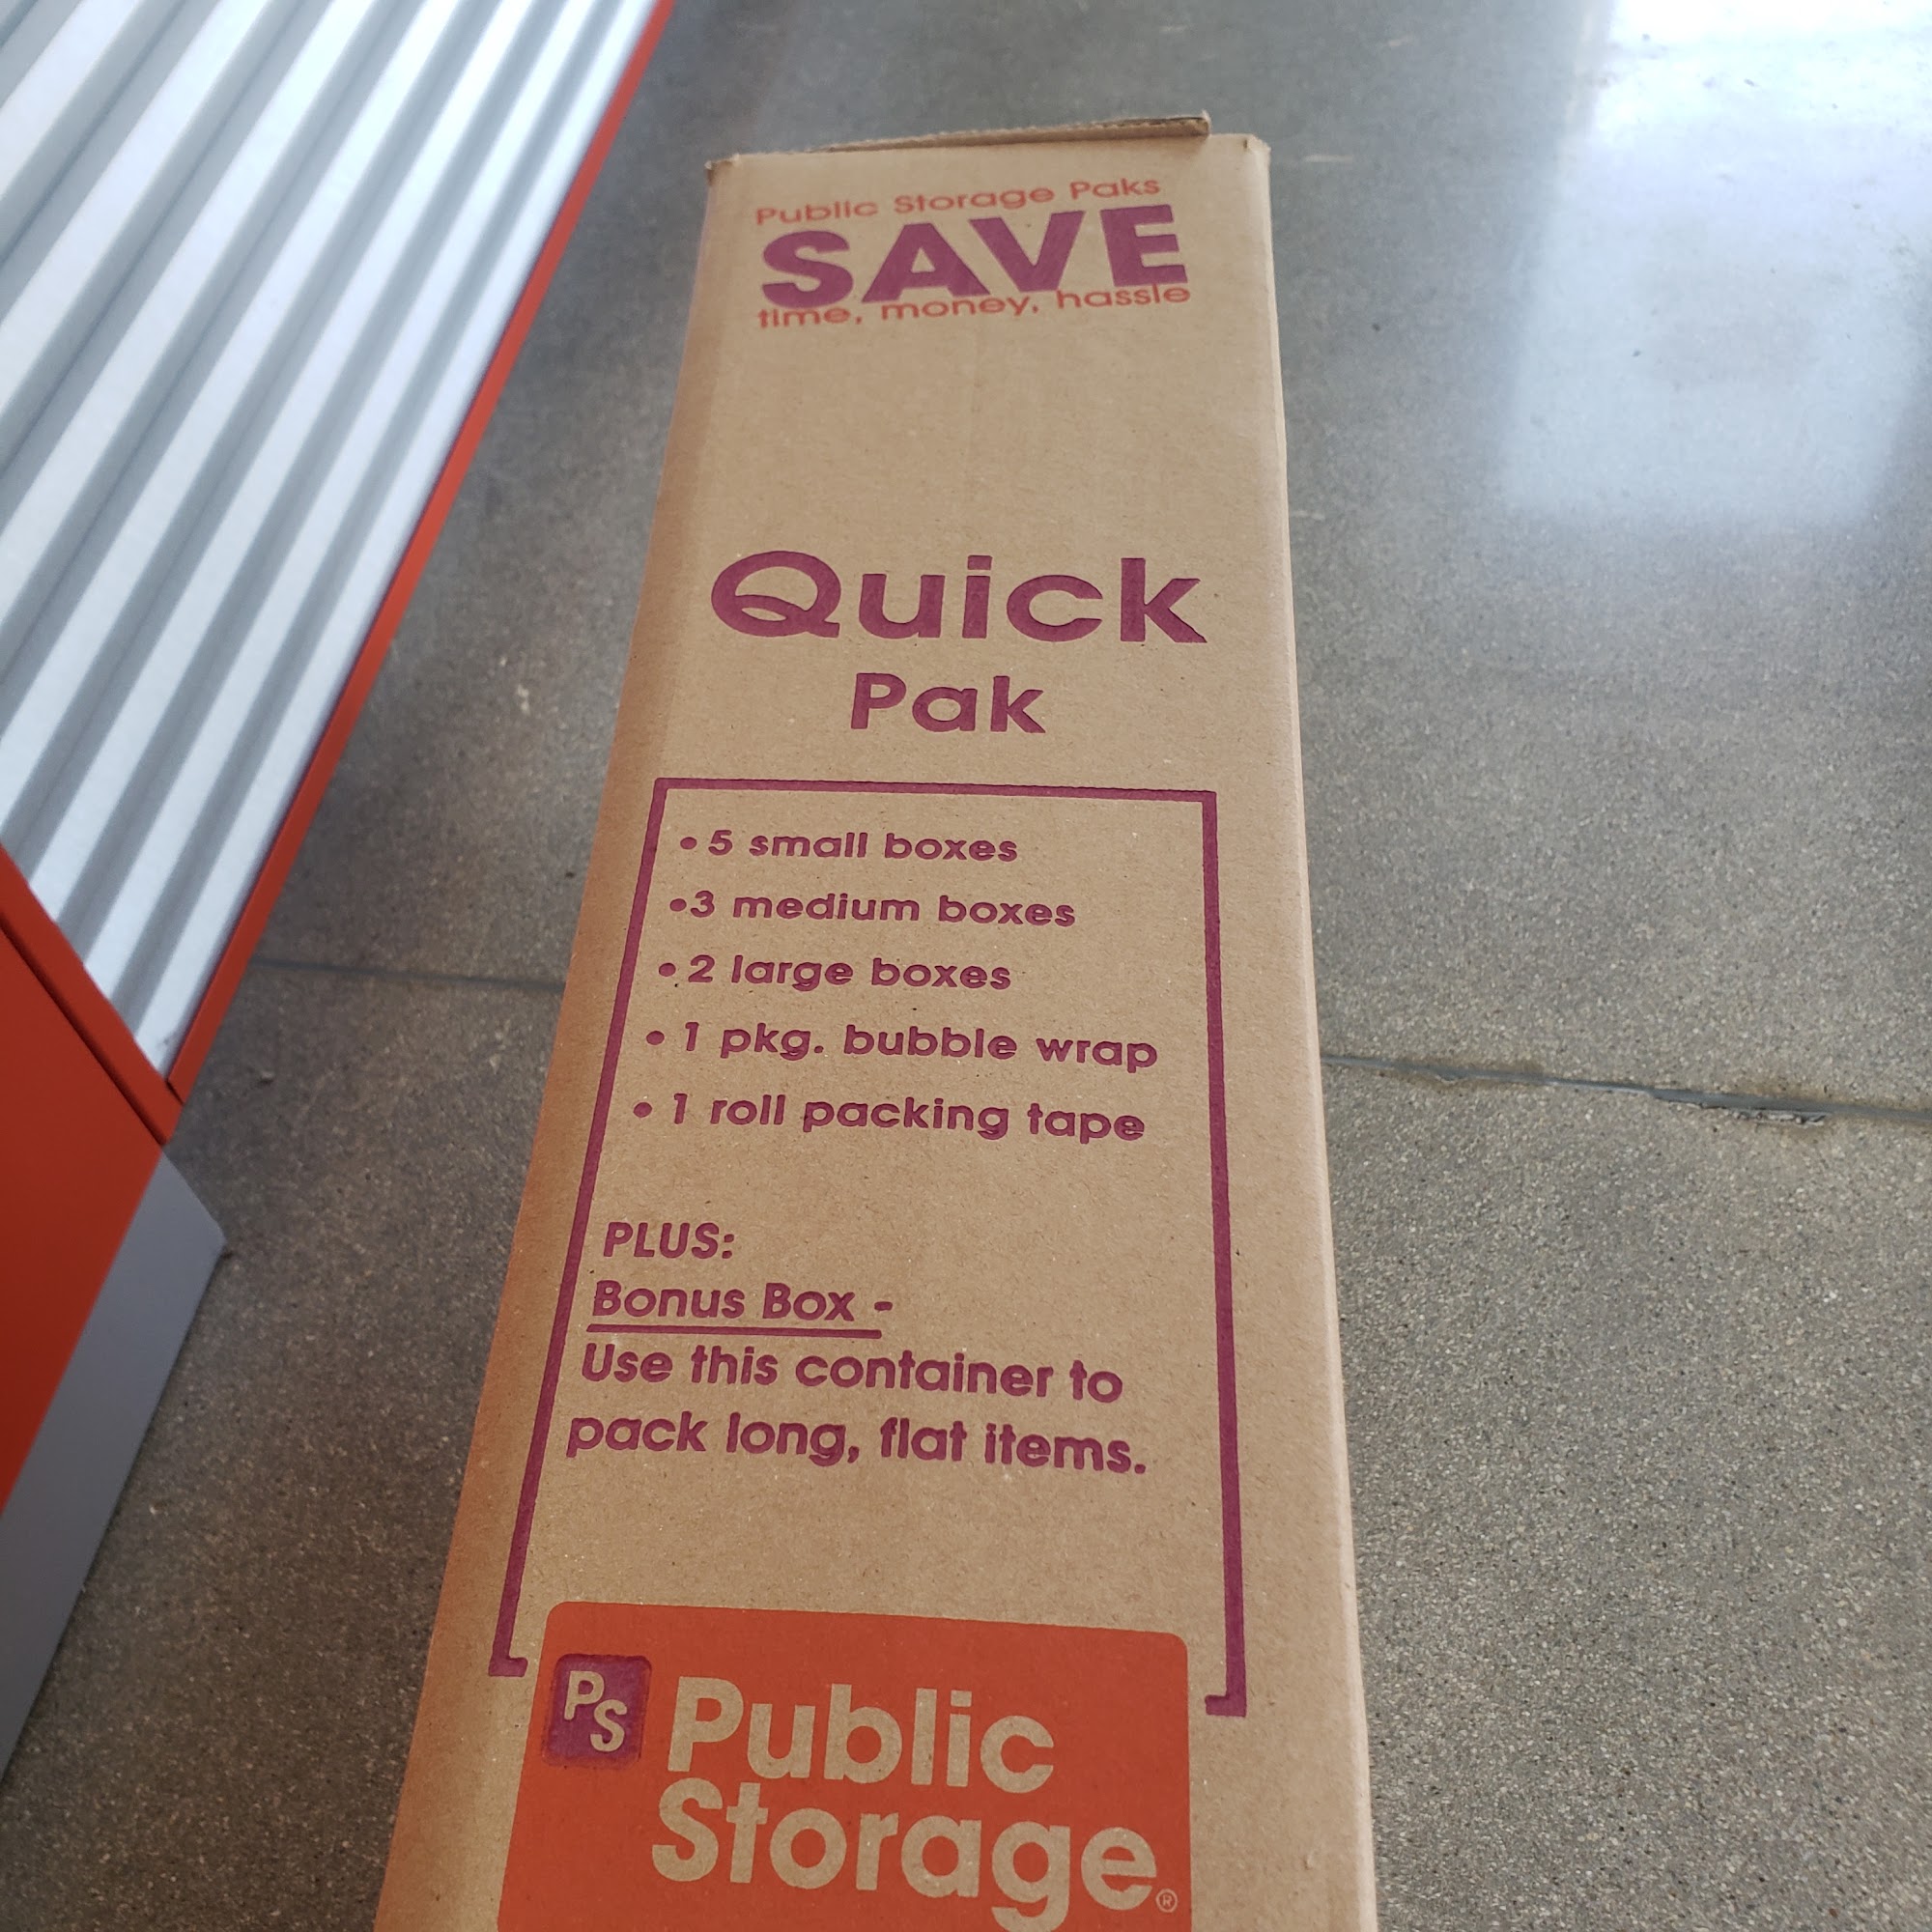 Public Storage Paks
SAVE
time, money, hassle
Quick
Pak
• 5 small boxes
•3 medium boxes
• 2 large boxes
• 1 pkg. bubble wrap
• 1 roll packing tape
PLUS:
Bonus Box -
Use this container to
pack long, flat items.
PS Public
Storage®